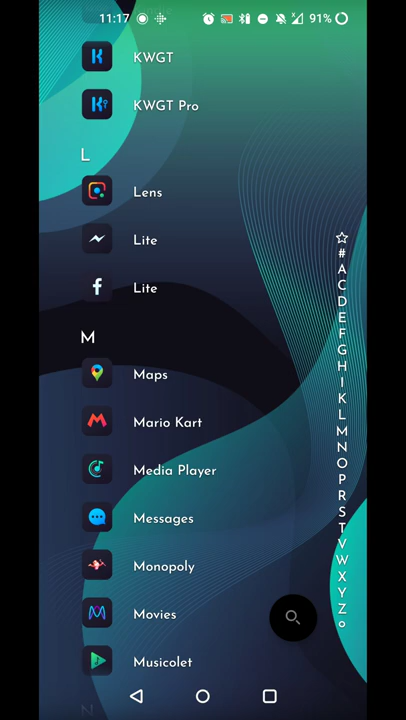 11:17
91%
KWGT
KWGT Pro
L
Lens
Lite
Lite
M
Maps
Mario Kart
Media Player
Messages
Monopoly
Movies
Musicolet
N
#
A
C
D
E
F
G
H
I
K
L
M
N
O
P
R
S
T
V
W
X
Y
Z